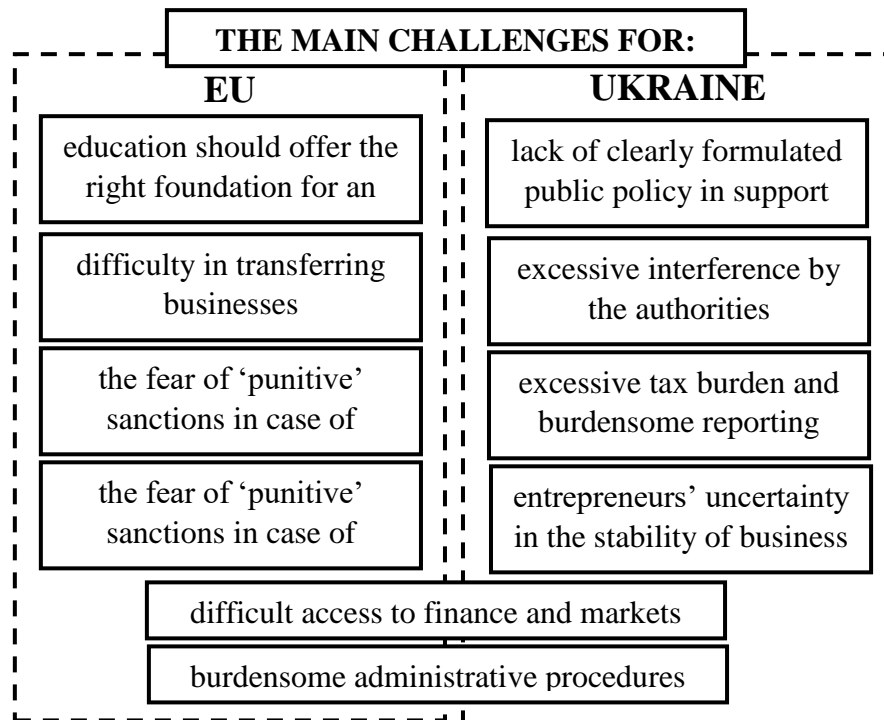 THE MAIN CHALLENGES FOR:
EU
education should offer the
right foundation for an
difficulty in transferring
businesses
the fear of ‘punitive’
sanctions in case of
the fear of ‘punitive’
sanctions in case of
UKRAINE
lack of clearly formulated
public policy in support
excessive interference by
the authorities
excessive tax burden and
burdensome reporting
entrepreneurs’ uncertainty
in the stability of business
difficult access to finance and markets
burdensome administrative procedures